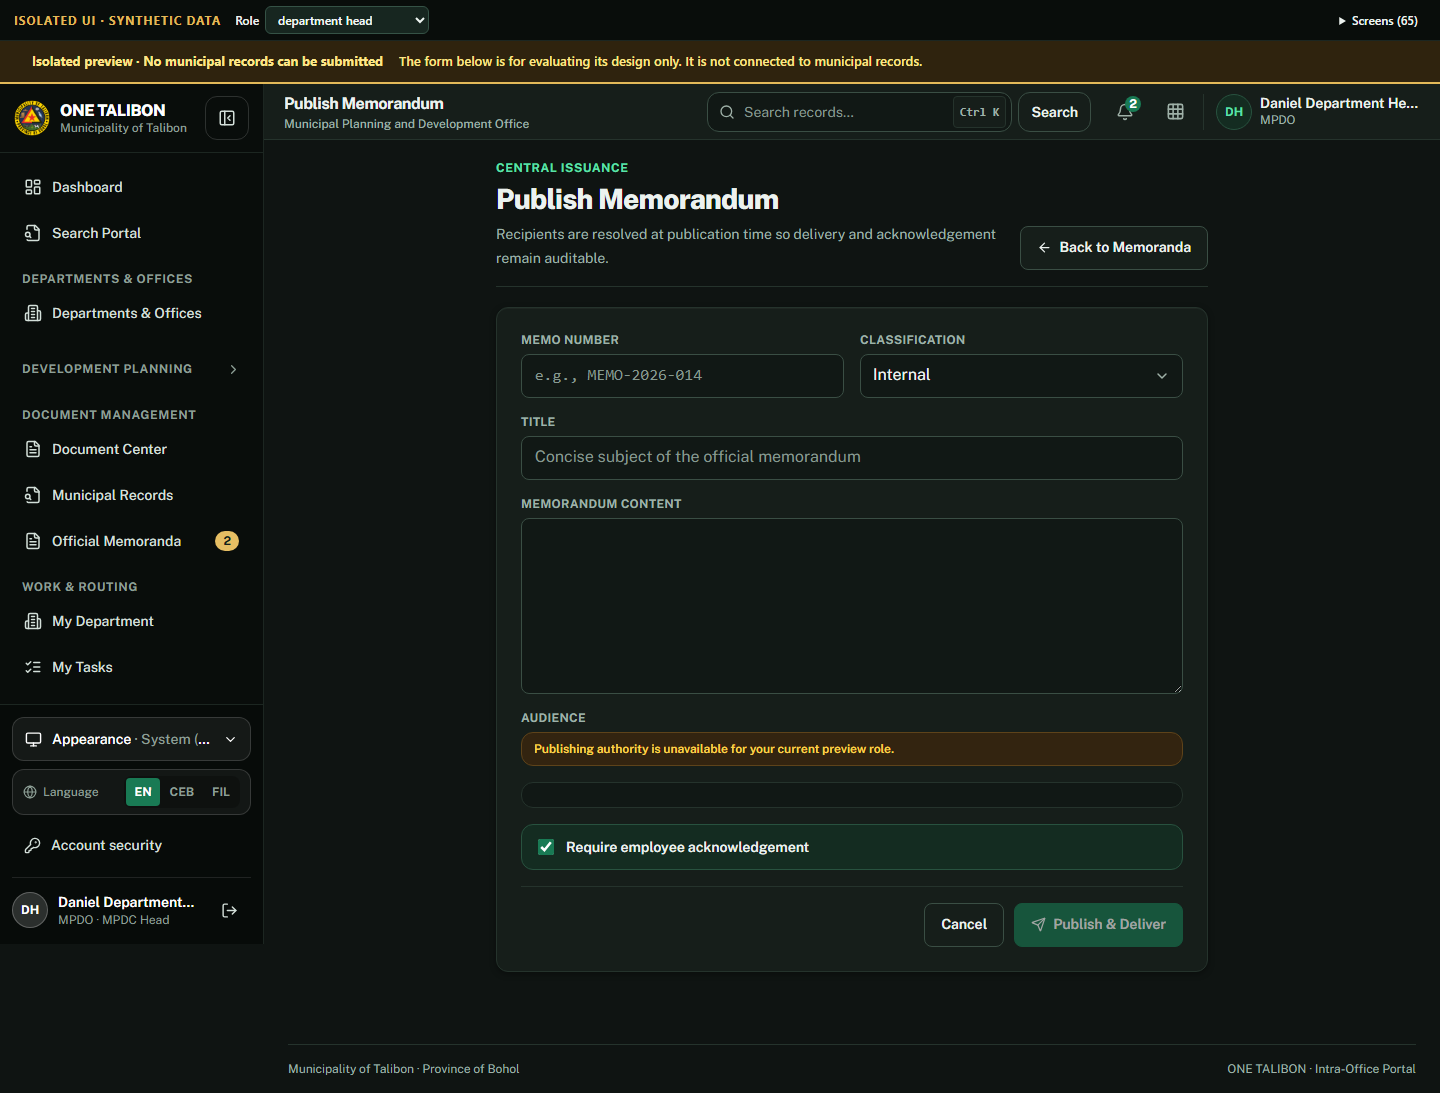 ISOLATED UI · SYNTHETIC DATA
Role
department head
Screens (65)
Isolated preview · No municipal records can be submitted
The form below is for evaluating its design only. It is not connected to municipal records.
ONE TALIBON
Municipality of Talibon
Publish Memorandum
Municipal Planning and Development Office
Search records...
Ctrl K
Search
2
DH
Daniel Department He...
MPDO
Dashboard
Search Portal
DEPARTMENTS & OFFICES
Departments & Offices
DEVELOPMENT PLANNING
DOCUMENT MANAGEMENT
Document Center
Municipal Records
Official Memoranda
2
WORK & ROUTING
My Department
My Tasks
Appearance · System (...
Language
EN
CEB
FIL
Account security
DH
Daniel Department...
MPDO · MPDC Head
CENTRAL ISSUANCE
Publish Memorandum
Recipients are resolved at publication time so delivery and acknowledgement
remain auditable.
Back to Memoranda
MEMO NUMBER
e.g., MEMO-2026-014
CLASSIFICATION
Internal
TITLE
Concise subject of the official memorandum
MEMORANDUM CONTENT
AUDIENCE
Publishing authority is unavailable for your current preview role.
Require employee acknowledgement
Cancel
Publish & Deliver
Municipality of Talibon · Province of Bohol
ONE TALIBON · Intra-Office Portal